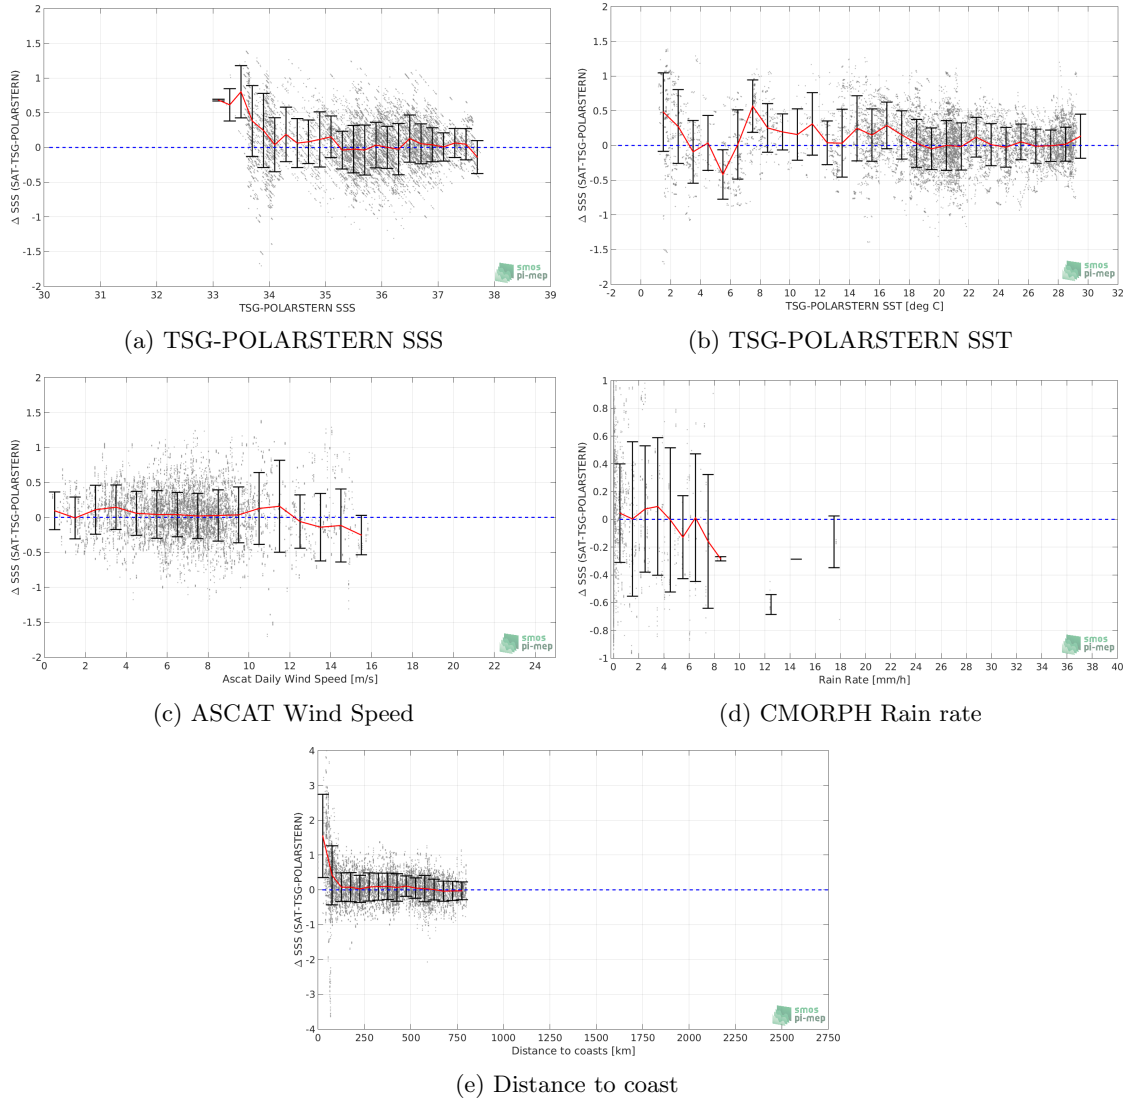 2
1.5
1
0.5
0
-0.5
-1
-1.5
-2
Δ SSS (SAT-TSG-POLARSTERN)
30 31 32 33 34 35 36 37 38 39
TSG-POLARSTERN SSS
smos
pi-mep
(a) TSG-POLARSTERN SSS
2
1.5
1
0.5
0
-0.5
-1
-1.5
-2
Δ SSS (SAT-TSG-POLARSTERN)
-2 0 2 4 6 8 10 12 14 16 18 20 22 24 26 28 30 32
TSG-POLARSTERN SST [deg C]
smos
pi-mep
(b) TSG-POLARSTERN SST
2
1.5
1
0.5
0
-0.5
-1
-1.5
-2
Δ SSS (SAT-TSG-POLARSTERN)
0 2 4 6 8 10 12 14 16 18 20 22 24
Ascat Daily Wind Speed [m/s]
smos
pi-mep
(c) ASCAT Wind Speed
1
0.8
0.6
0.4
0.2
0
-0.2
-0.4
-0.6
-0.8
-1
Δ SSS (SAT-TSG-POLARSTERN)
0 2 4 6 8 10 12 14 16 18 20 22 24 26 28 30 32 34 36 38 40
Rain Rate [mm/h]
smos
pi-mep
(d) CMORPH Rain rate
4
3
2
1
0
-1
-2
-3
-4
Δ SSS (SAT-TSG-POLARSTERN)
0 250 500 750 1000 1250 1500 1750 2000 2250 2500 2750
Distance to coasts [km]
smos
pi-mep
(e) Distance to coast